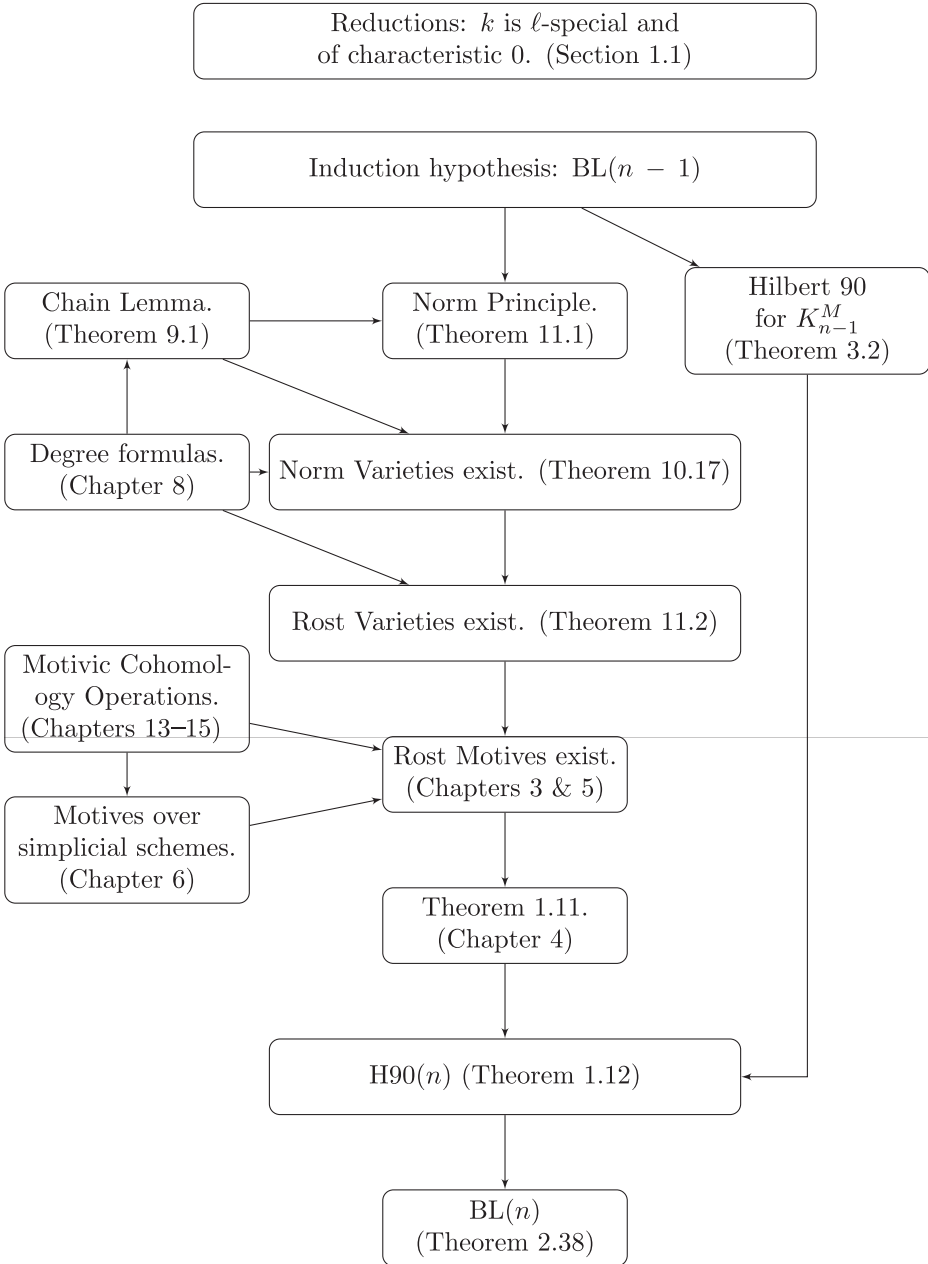 Reductions: k is ℓ-special and
of characteristic 0. (Section 1.1)
Induction hypothesis: BL(n − 1)
Chain Lemma.
(Theorem 9.1)
Norm Principle.
(Theorem 11.1)
Hilbert 90
for K^M_{n−1}
(Theorem 3.2)
Degree formulas.
(Chapter 8)
Norm Varieties exist. (Theorem 10.17)
Rost Varieties exist. (Theorem 11.2)
Motivic Cohomol-
ogy Operations.
(Chapters 13–15)
Rost Motives exist.
(Chapters 3 & 5)
Motives over
simplicial schemes.
(Chapter 6)
Theorem 1.11.
(Chapter 4)
H90(n) (Theorem 1.12)
BL(n)
(Theorem 2.38)